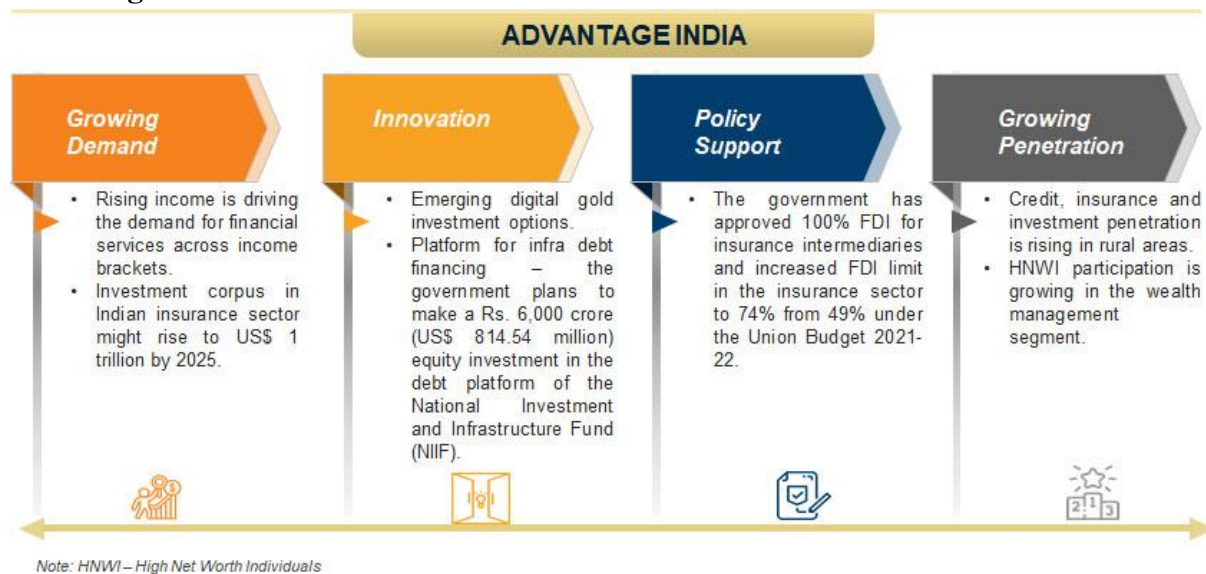 ADVANTAGE INDIA
Growing
Demand
• Rising income is driving
the demand for financial
services across income
brackets.
• Investment corpus in
Indian insurance sector
might rise to US$ 1
trillion by 2025.
Innovation
• Emerging digital gold
investment options.
• Platform for infra debt
financing – the
government plans to
make a Rs. 6,000 crore
(US$ 814.54 million)
equity investment in the
debt platform of the
National Investment
and Infrastructure Fund
(NIIF).
Policy
Support
• The government has
approved 100% FDI for
insurance intermediaries
and increased FDI limit
in the insurance sector
to 74% from 49% under
the Union Budget 2021-
22.
Growing
Penetration
• Credit, insurance and
investment penetration
is rising in rural areas.
• HNWI participation is
growing in the wealth
management
segment.
$
2 1 3
Note: HNWI – High Net Worth Individuals